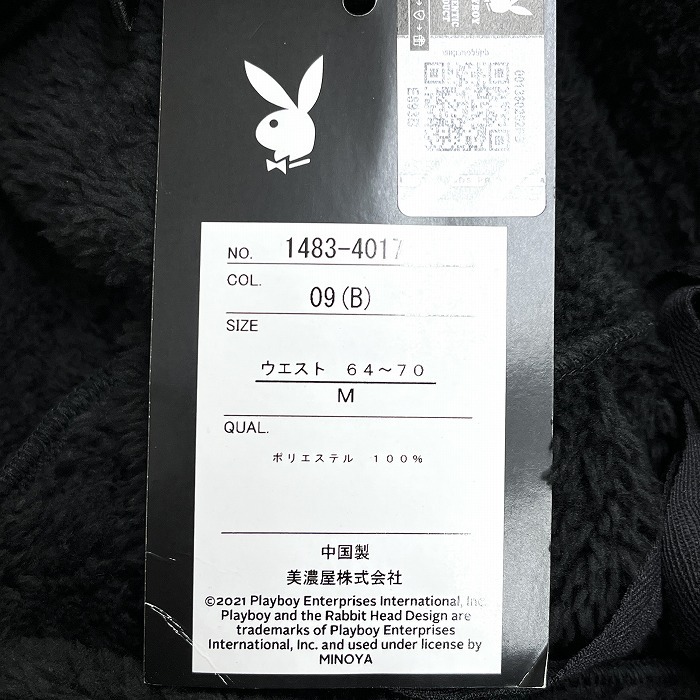 NO. 1483-4017
COL. 09(B)
SIZE
ウエスト 64～70
M
QUAL.
ポリエステル 100%
中国製
美濃屋株式会社
©2021 Playboy Enterprises International, Inc.
Playboy and the Rabbit Head Design are
trademarks of Playboy Enterprises
International, Inc. and used under license by
MINOYA